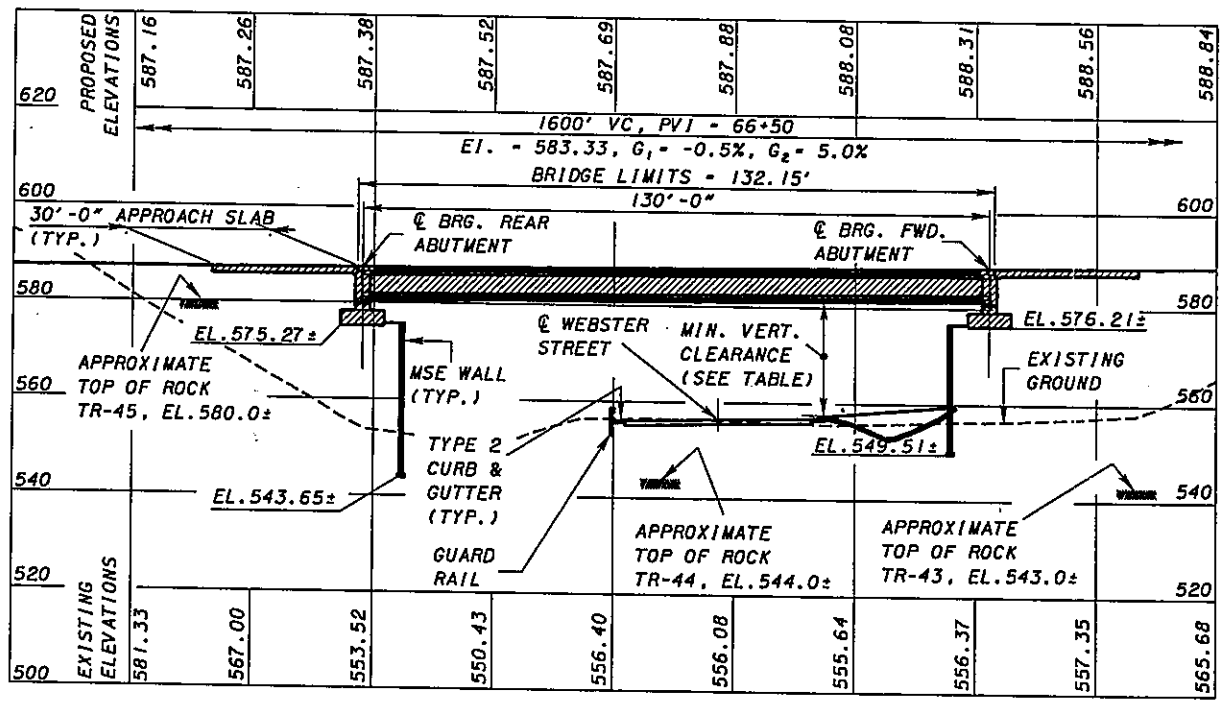 PROPOSED
ELEVATIONS
587.16
587.26
587.38
587.52
587.69
587.88
588.08
588.31
588.56
588.84
620
1600' VC, PVI = 66+50
El. = 583.33, G₁ = -0.5%, G₂ = 5.0%
BRIDGE LIMITS = 132.15'
600
130'-0"
600
30'-0" APPROACH SLAB
(TYP.)
℄ BRG. REAR
ABUTMENT
℄ BRG. FWD.
ABUTMENT
580
580
EL.575.27±
℄ WEBSTER
STREET
MIN. VERT.
CLEARANCE
(SEE TABLE)
EL.576.21±
APPROXIMATE
TOP OF ROCK
TR-45, EL.580.0±
MSE WALL
(TYP.)
EXISTING
GROUND
560
560
TYPE 2
CURB &
GUTTER
(TYP.)
EL.549.51±
540
EL.543.65±
540
GUARD
RAIL
APPROXIMATE
TOP OF ROCK
TR-44, EL.544.0±
APPROXIMATE
TOP OF ROCK
TR-43, EL.543.0±
520
520
EXISTING
ELEVATIONS
581.33
567.00
553.52
550.43
556.40
556.08
555.64
556.37
557.35
565.68
500